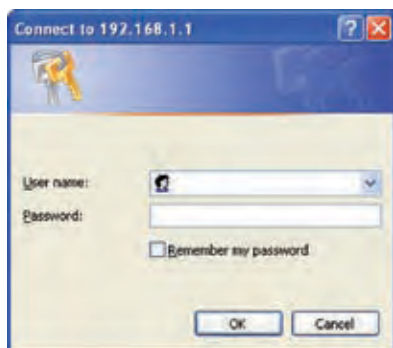 Connect to 192.168.1.1
User name:
Password:
Remember my password
OK
Cancel